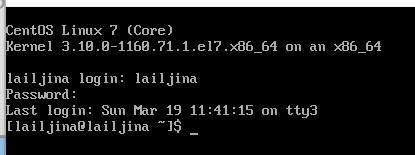 CentOS Linux 7 (Core)
Kernel 3.10.0-1160.71.1.el7.x86_64 on an x86_64
lailjina login: lailjina
Password:
Last login: Sun Mar 19 11:41:15 on tty3
[lailjina@lailjina ~]$ _